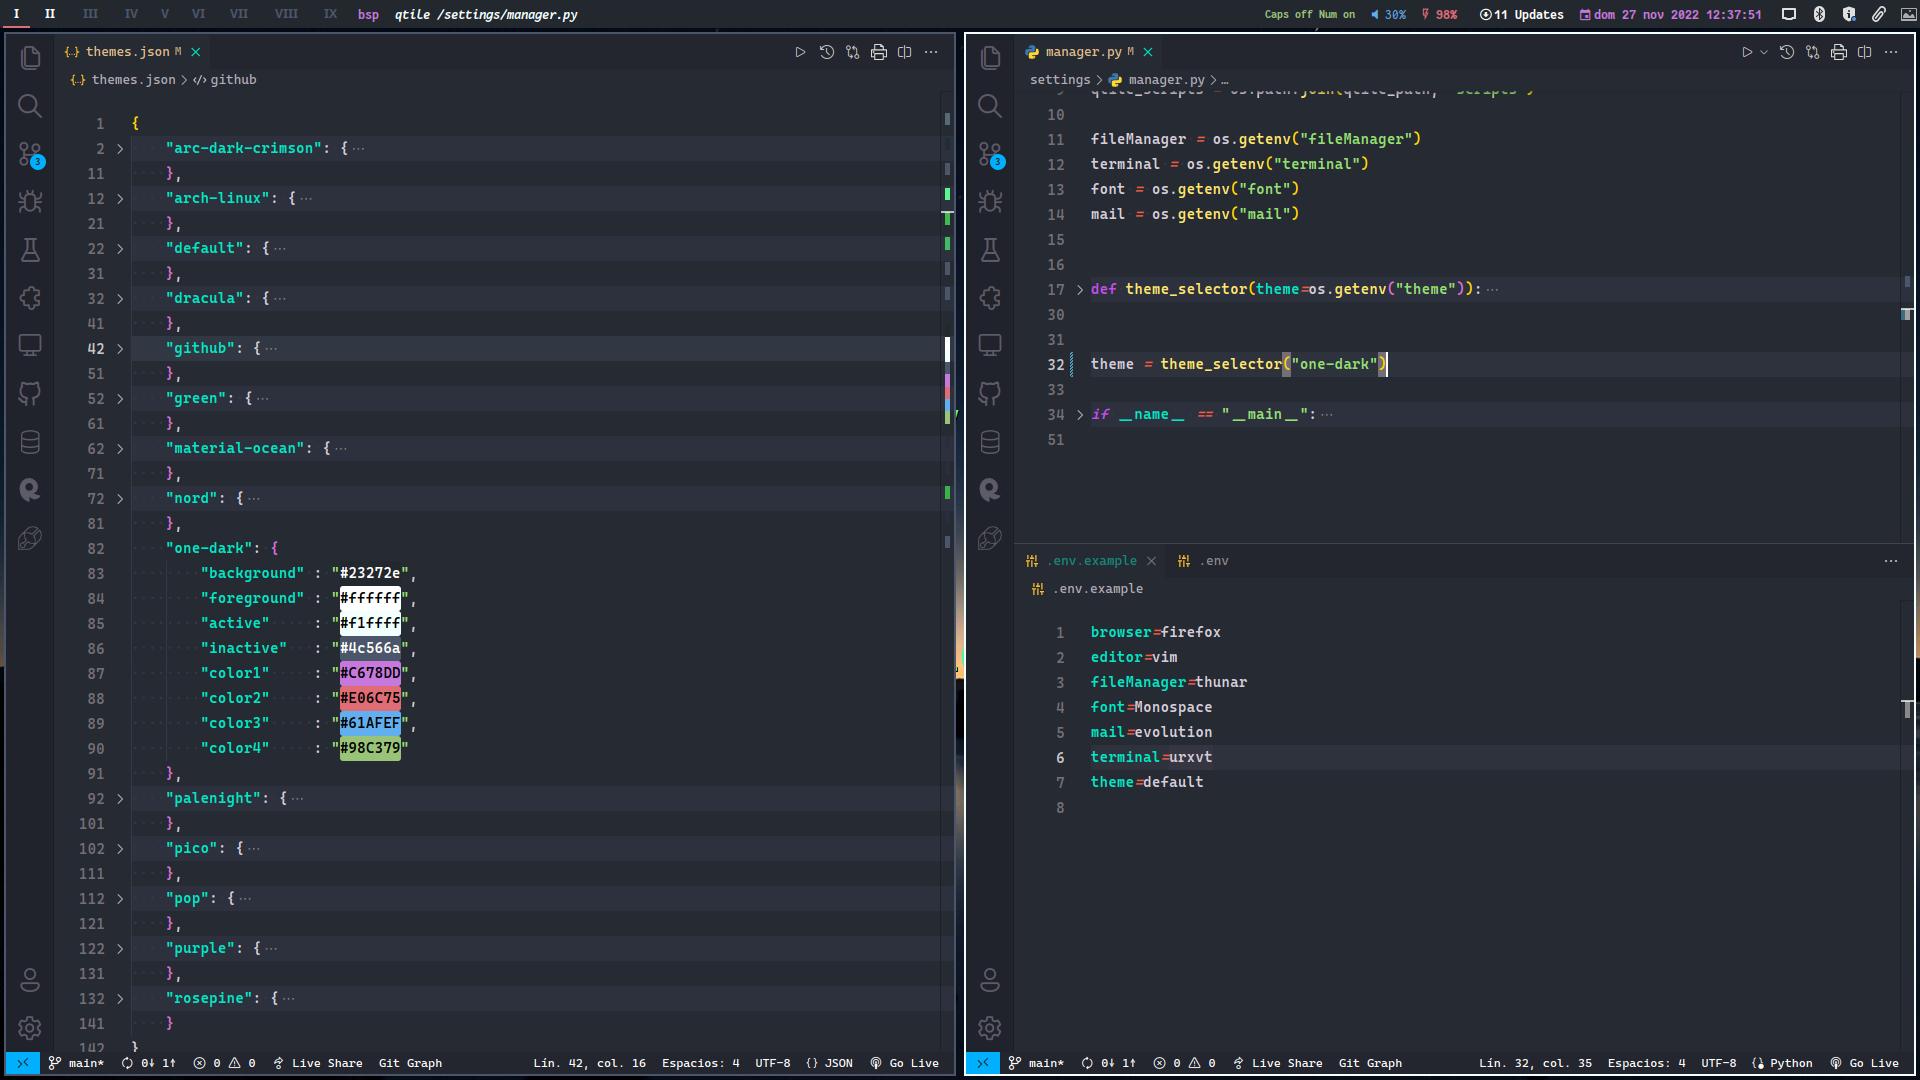 I II III IV V VI VII VIII IX bsp qtile /settings/manager.py
Caps off Num on 30% 98% 11 Updates dom 27 nov 2022 12:37:51
themes.json M
themes.json > github
1 {
2 "arc-dark-crimson": { ···
11 },
12 "arch-linux": { ···
21 },
22 "default": { ···
31 },
32 "dracula": { ···
41 },
42 "github": { ···
51 },
52 "green": { ···
61 },
62 "material-ocean": { ···
71 },
72 "nord": { ···
81 },
82 "one-dark": {
83 "background" : "#23272e",
84 "foreground" : "#ffffff",
85 "active" : "#f1ffff",
86 "inactive" : "#4c566a",
87 "color1" : "#C678DD",
88 "color2" : "#E06C75",
89 "color3" : "#61AFEF",
90 "color4" : "#98C379"
91 },
92 "palenight": { ···
101 },
102 "pico": { ···
111 },
112 "pop": { ···
121 },
122 "purple": { ···
131 },
132 "rosepine": { ···
141 }
142 }
3
main* 0↓ 1↑ 0 0 Live Share Git Graph Lín. 42, col. 16 Espacios: 4 UTF-8 {} JSON Go Live
manager.py M
settings > manager.py > …
9 qtile_scripts = os.path.join(qtile_path, "scripts")
10
11 fileManager = os.getenv("fileManager")
12 terminal = os.getenv("terminal")
13 font = os.getenv("font")
14 mail = os.getenv("mail")
15
16
17 def theme_selector(theme=os.getenv("theme")): ···
30
31
32 theme = theme_selector("one-dark")
33
34 if __name__ == "__main__": ···
51
3
.env.example .env
.env.example
1 browser=firefox
2 editor=vim
3 fileManager=thunar
4 font=Monospace
5 mail=evolution
6 terminal=urxvt
7 theme=default
8
main* 0↓ 1↑ 0 0 Live Share Git Graph Lín. 32, col. 35 Espacios: 4 UTF-8 Python Go Live